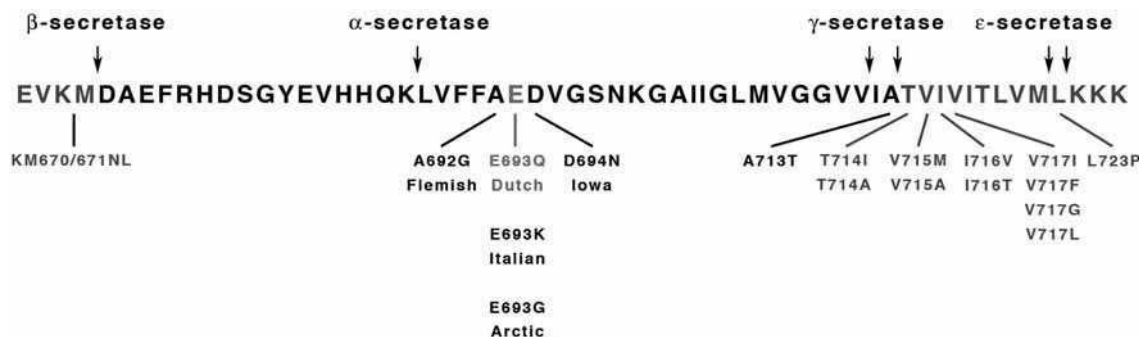 β-secretase α-secretase γ-secretase ε-secretase
EVKMDAEFRHDSGYEVHHQKLVFFAEDVGSNKGAIIGLMVGGVVIATVIVITLVMLKKK
KM670/671NL A692G E693Q D694N A713T T714I V715M I716V V717I L723P
Flemish Dutch Iowa T714A V715A I716T V717F
V717G
E693K V717L
Italian
E693G
Arctic